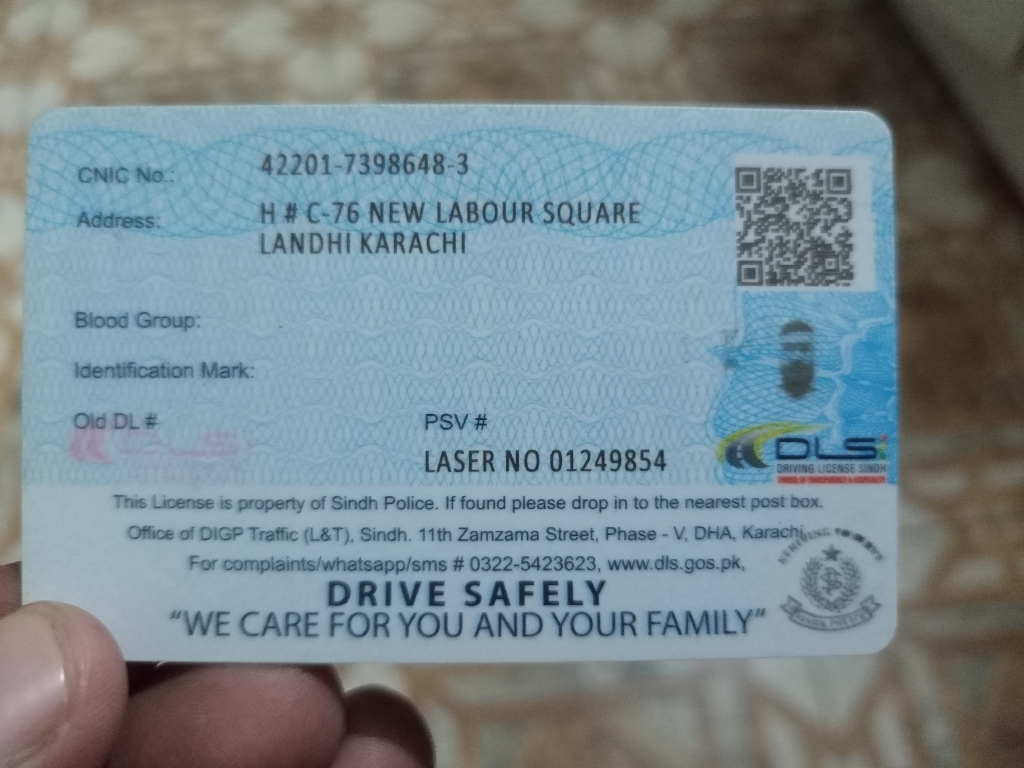 CNIC No.: 42201-7398648-3
Address: H # C-76 NEW LABOUR SQUARE
LANDHI KARACHI
Blood Group:
Identification Mark:
Old DL # PSV #
LASER NO 01249854
DLS
DRIVING LICENSE SINDH
This License is property of Sindh Police. If found please drop in to the nearest post box.
Office of DIGP Traffic (L&T), Sindh. 11th Zamzama Street, Phase - V, DHA, Karachi,
For complaints/whatsapp/sms # 0322-5423623, www.dls.gos.pk,
DRIVE SAFELY
"WE CARE FOR YOU AND YOUR FAMILY"